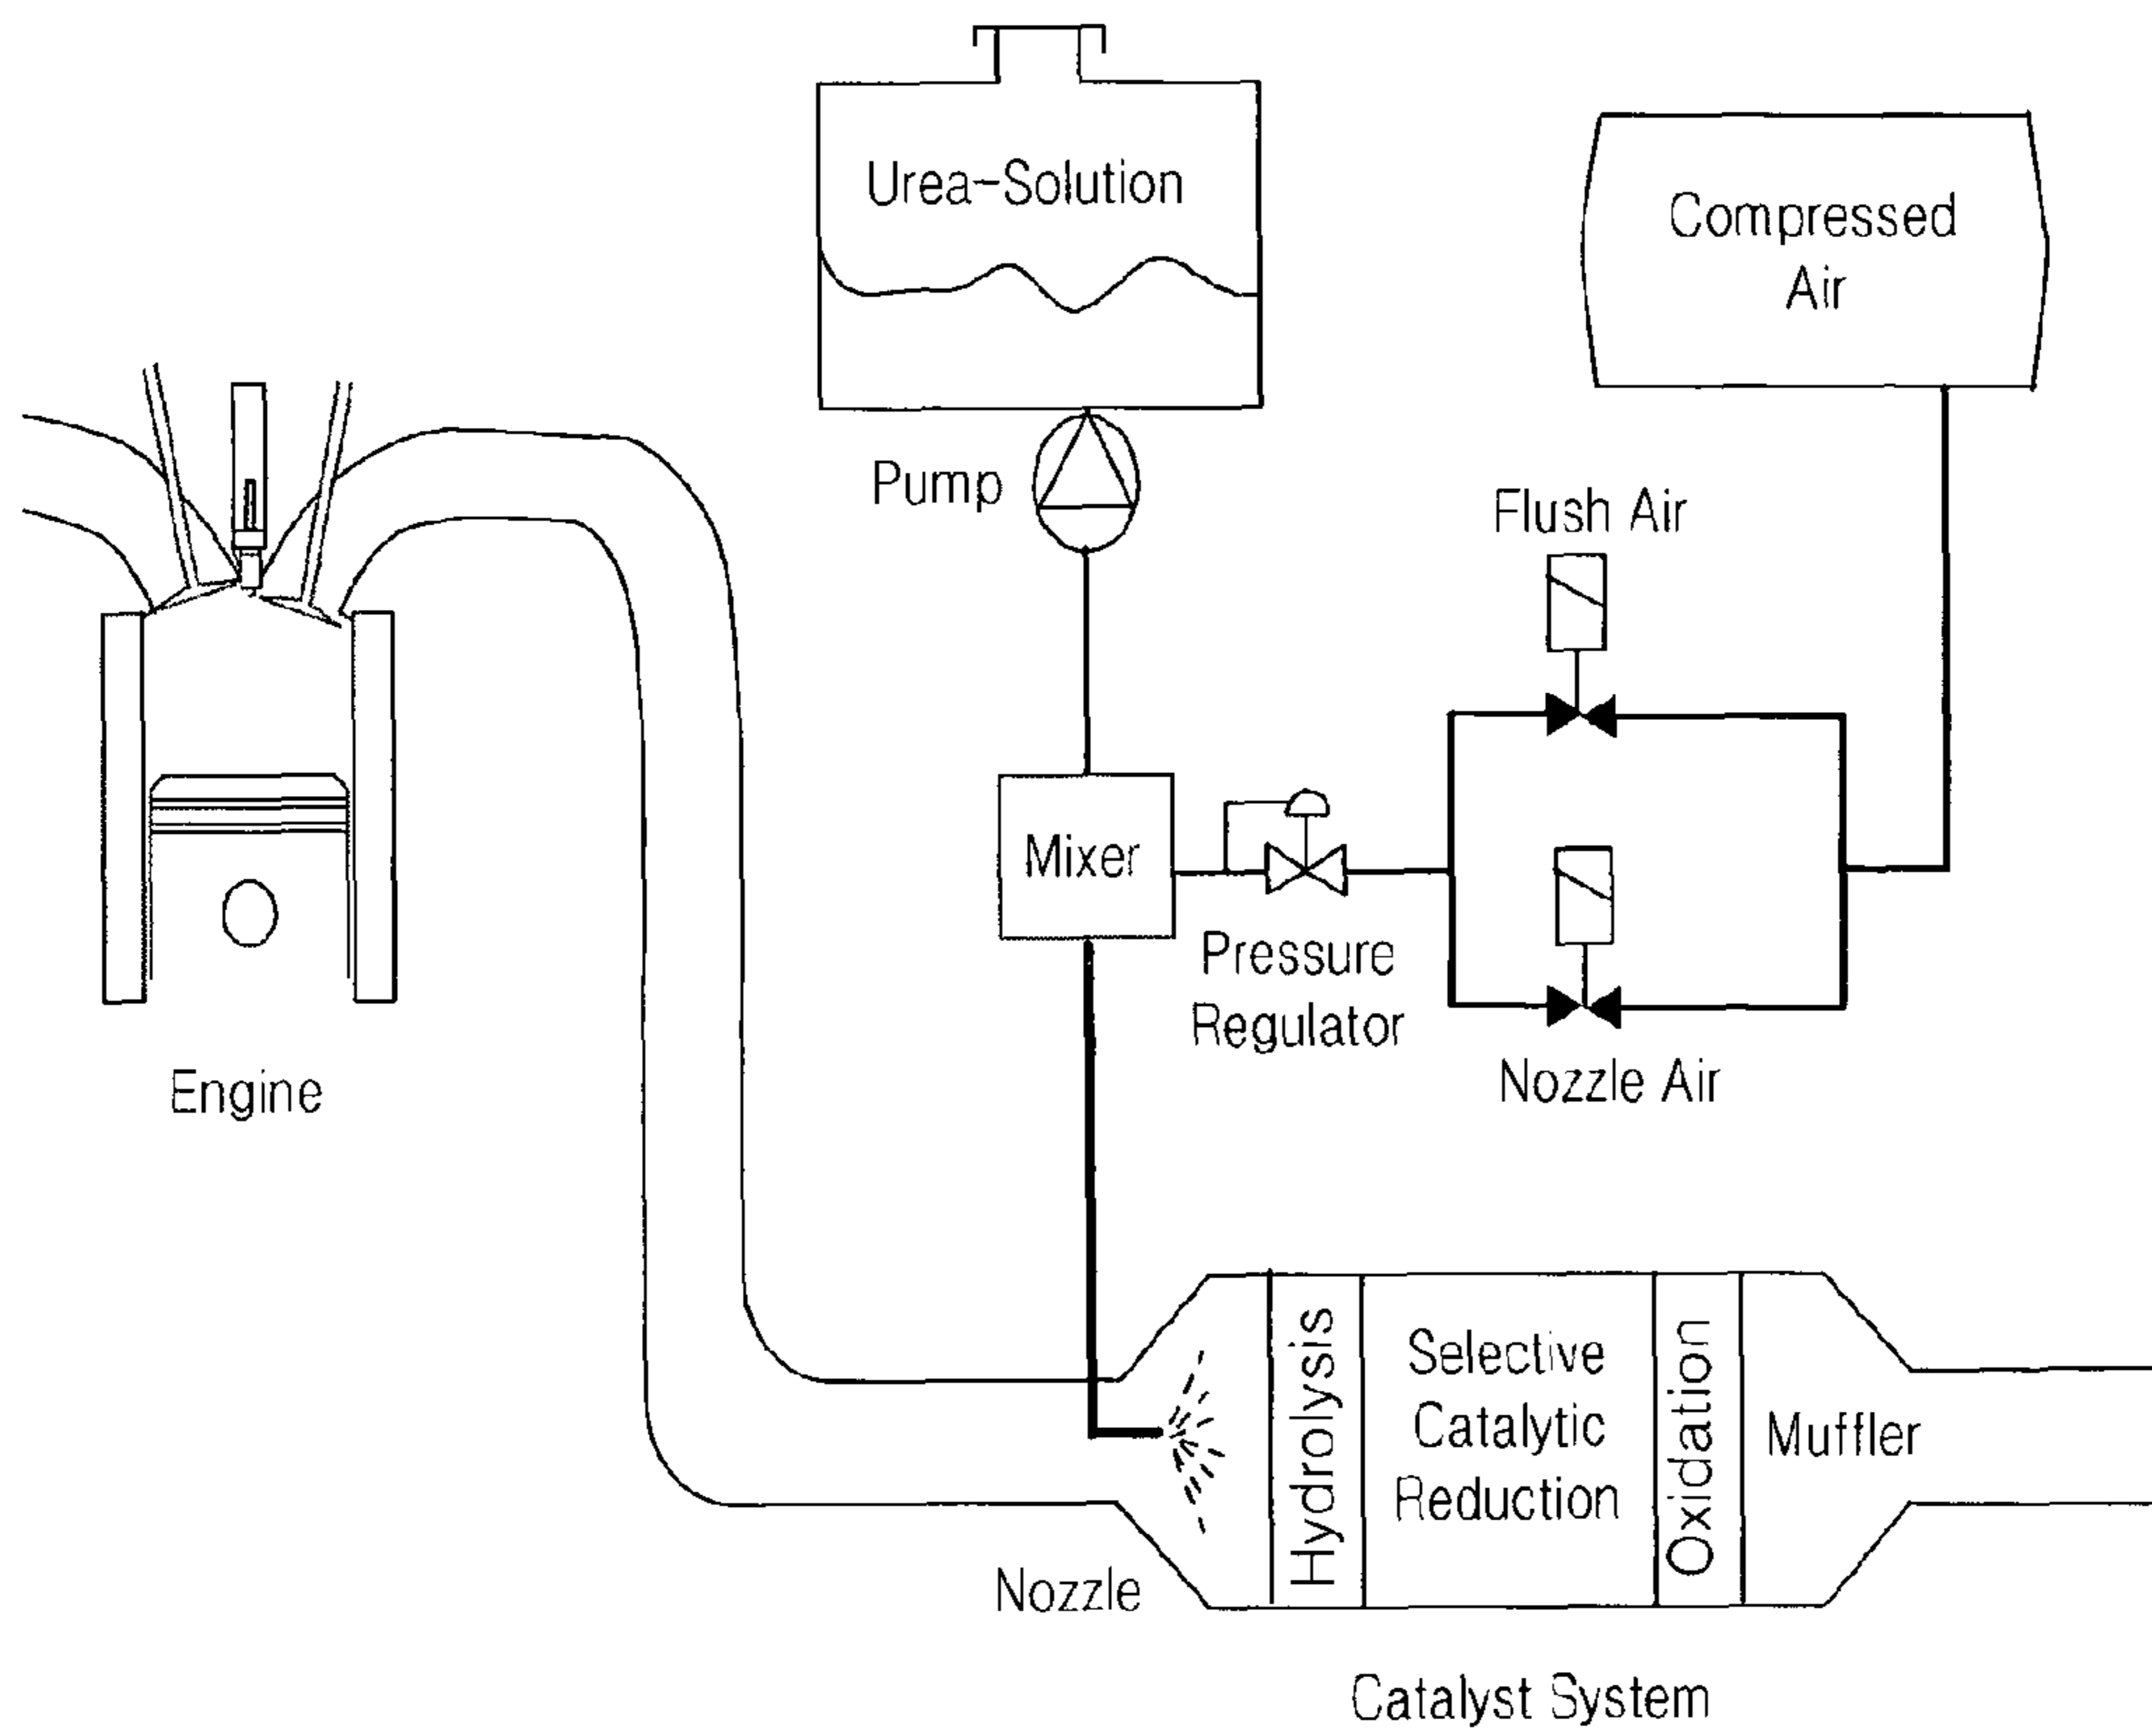 Urea-Solution
Compressed
Air
Pump
Flush Air
Mixer
Pressure
Regulator
Nozzle Air
Engine
Hydrolysis
Selective
Catalytic
Reduction
Oxidation
Muffler
Nozzle
Catalyst System